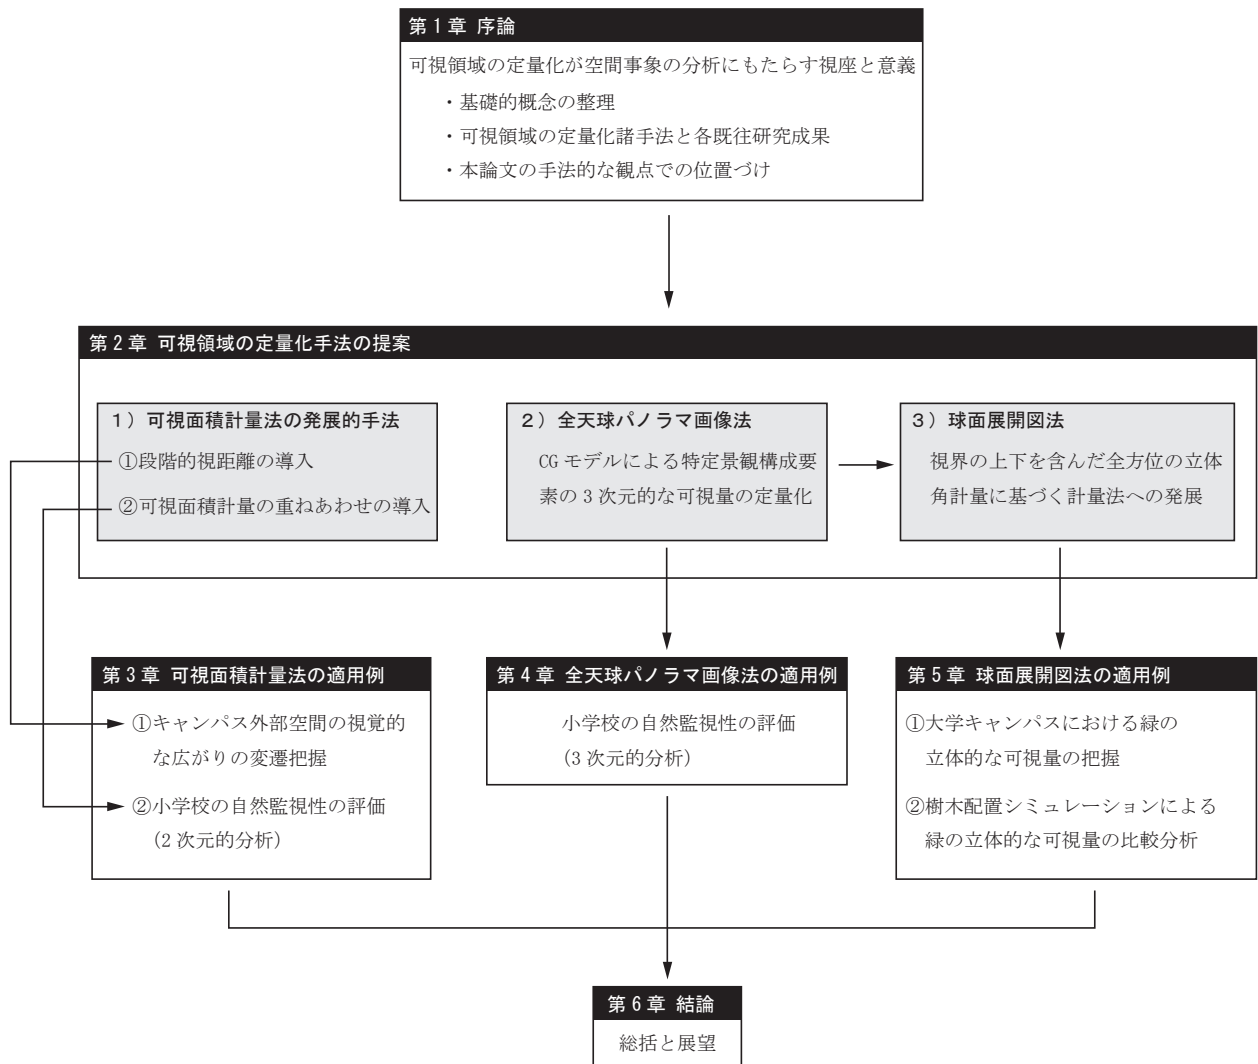 第1章 序論
可視領域の定量化が空間事象の分析にもたらす視座と意義
・基礎的概念の整理
・可視領域の定量化諸手法と各既往研究成果
・本論文の手法的な観点での位置づけ
第2章 可視領域の定量化手法の提案
1）可視面積計量法の発展的手法
①段階的視距離の導入
②可視面積計量の重ねあわせの導入
2）全天球パノラマ画像法
CGモデルによる特定景観構成要
素の3次元的な可視量の定量化
3）球面展開図法
視界の上下を含んだ全方位の立体
角計量に基づく計量法への発展
第3章 可視面積計量法の適用例
①キャンパス外部空間の視覚的
な広がりの変遷把握
②小学校の自然監視性の評価
(2次元的分析)
第4章 全天球パノラマ画像法の適用例
小学校の自然監視性の評価
(3次元的分析)
第5章 球面展開図法の適用例
①大学キャンパスにおける緑の
立体的な可視量の把握
②樹木配置シミュレーションによる
緑の立体的な可視量の比較分析
第6章 結論
総括と展望